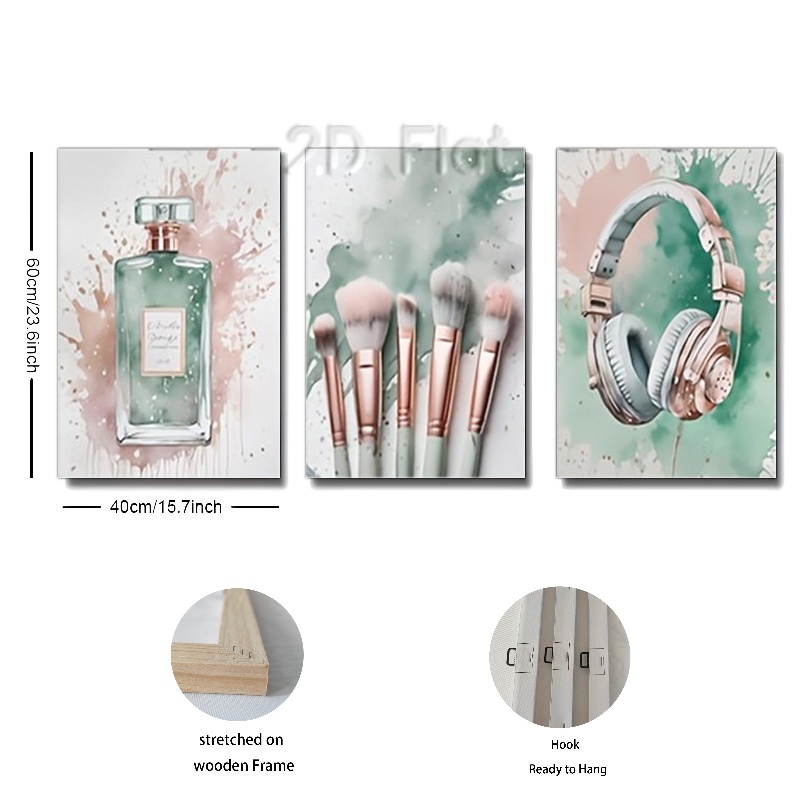 2D Flat
60cm/23.6inch
40cm/15.7inch
stretched on
wooden Frame
Hook
Ready to Hang